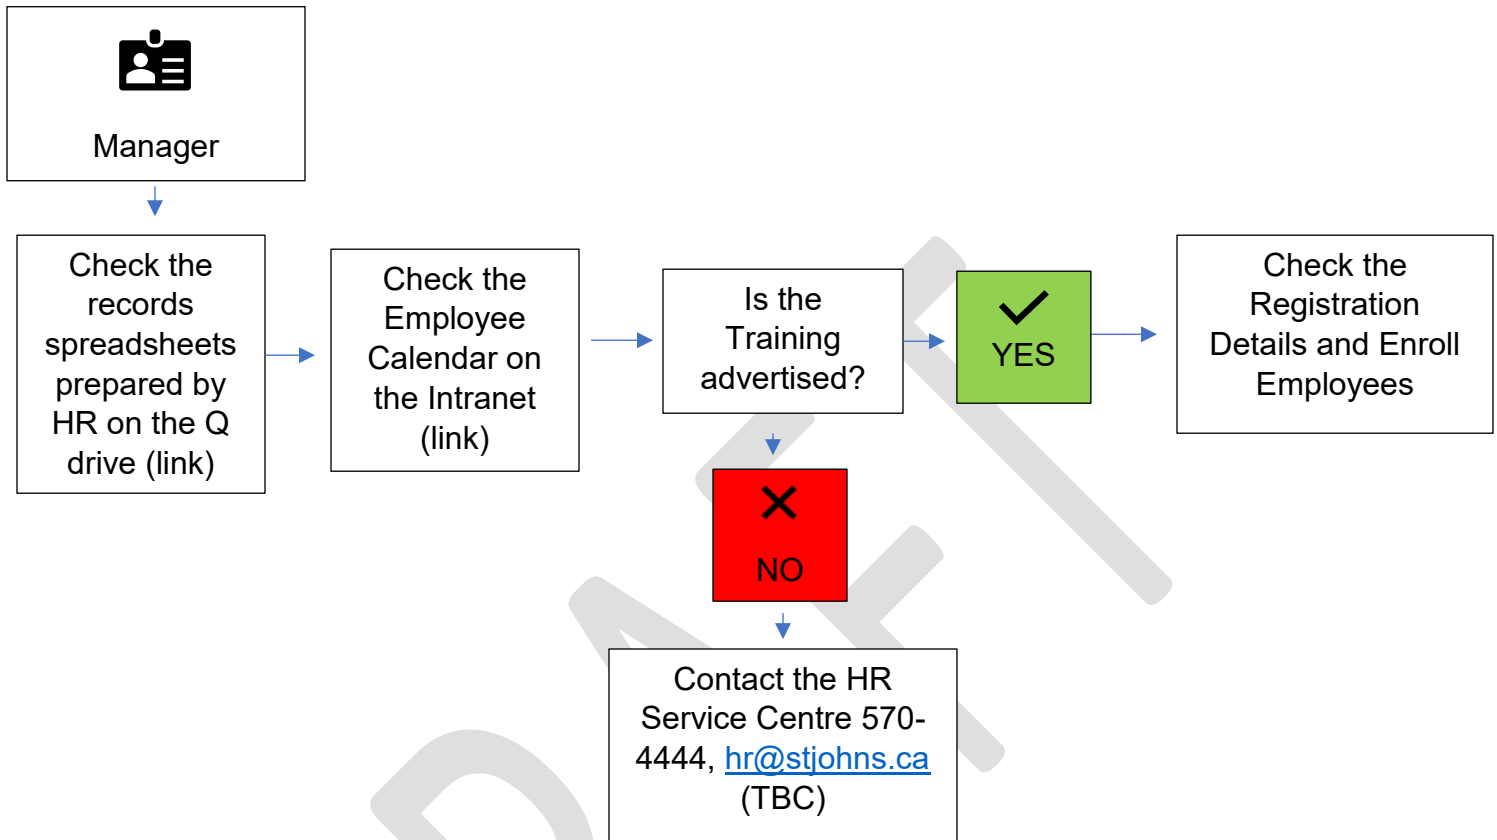 Manager
Check the
records
spreadsheets
prepared by
HR on the Q
drive (link)
Check the
Employee
Calendar on
the Intranet
(link)
Is the
Training
advertised?
YES
Check the
Registration
Details and Enroll
Employees
NO
Contact the HR
Service Centre 570-
4444, hr@stjohns.ca
(TBC)
DRAFT